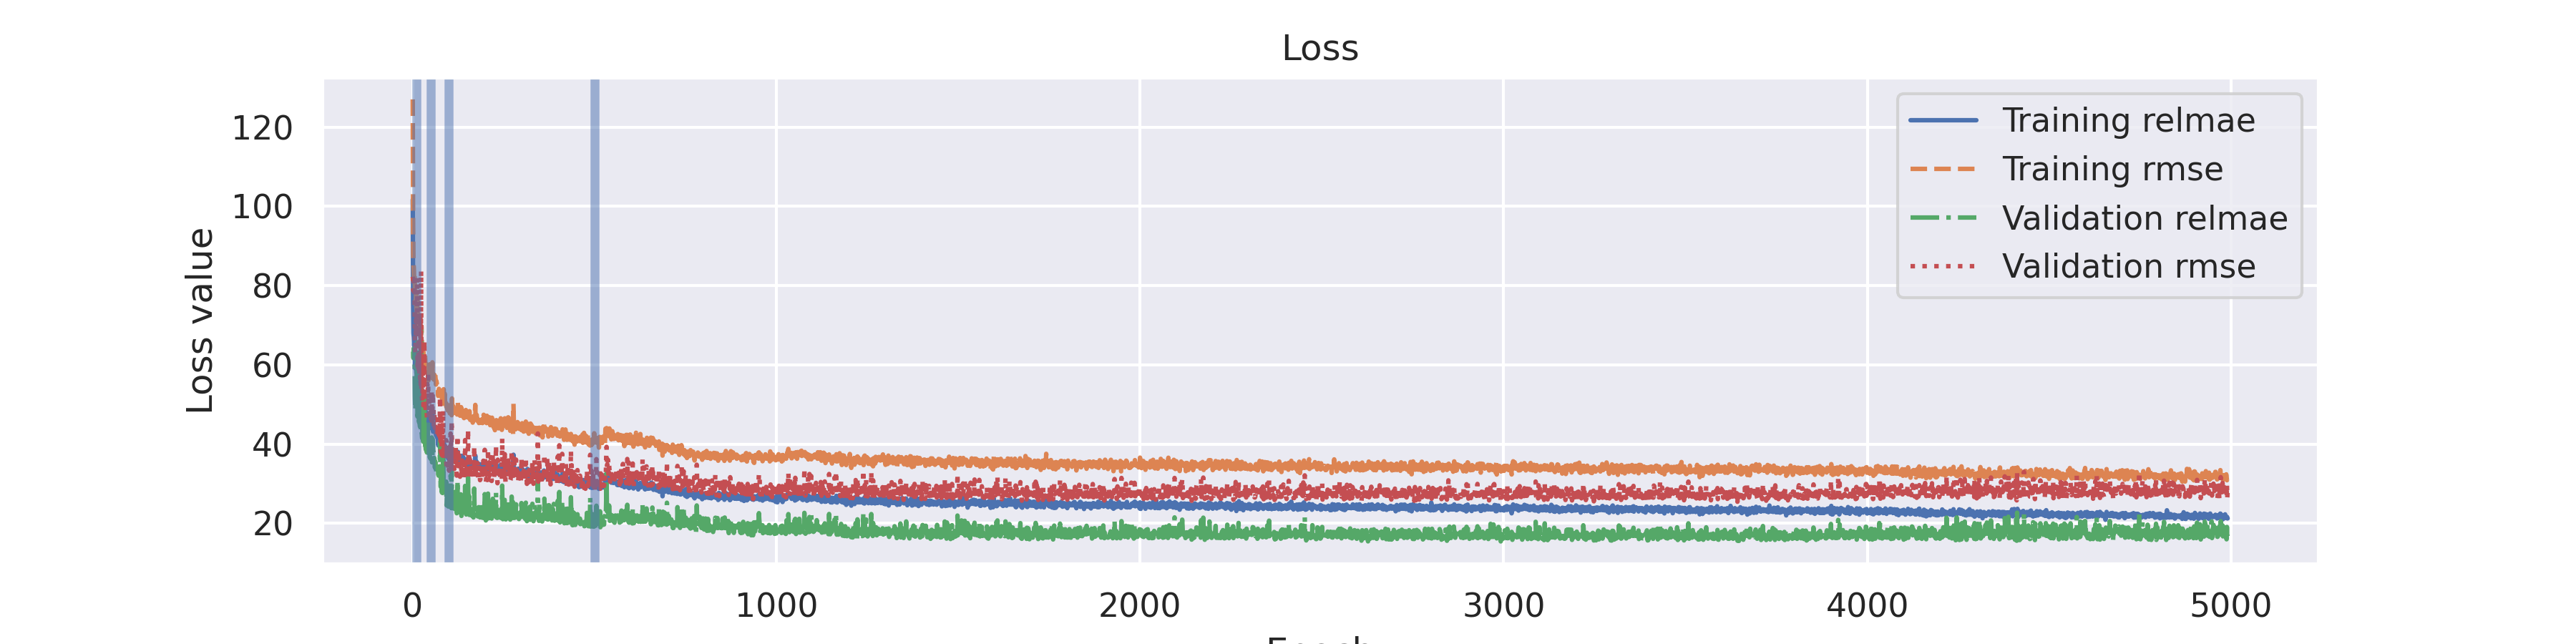 Loss
Loss value
120
100
80
60
40
20
0 1000 2000 3000 4000 5000
Training relmae
Training rmse
Validation relmae
Validation rmse